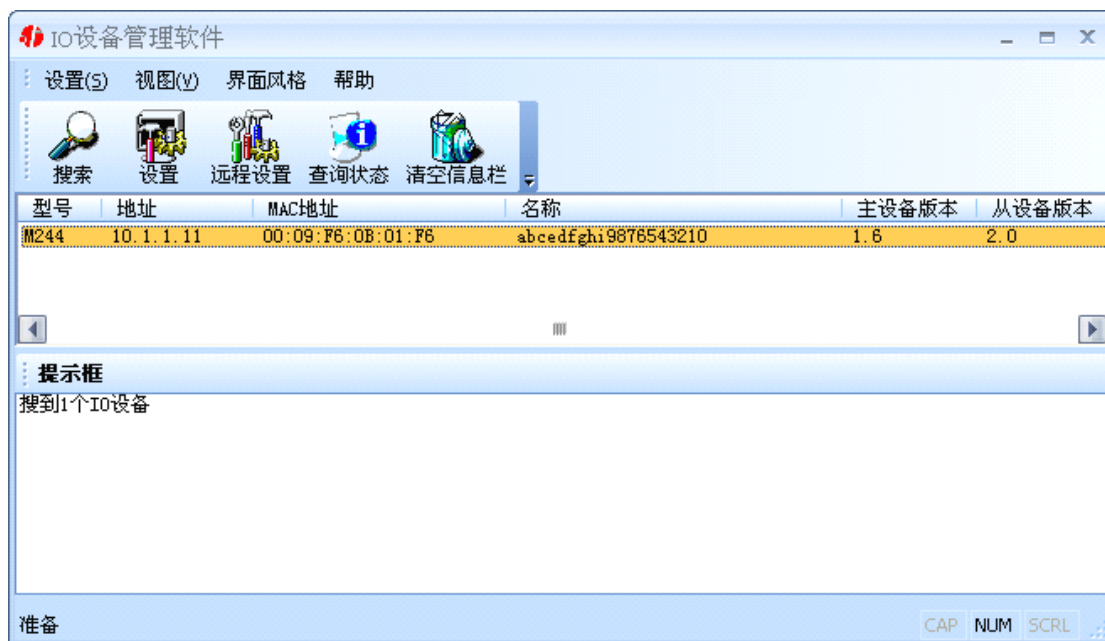 IO设备管理软件
设置(S) 视图(V) 界面风格 帮助
搜索 设置 远程设置 查询状态 清空信息栏
型号 地址 MAC地址 名称 主设备版本 从设备版本
M244 10.1.1.11 00:09:F6:0B:01:F6 abcedfghi9876543210 1.6 2.0
提示框
搜到1个IO设备
准备 CAP NUM SCRL